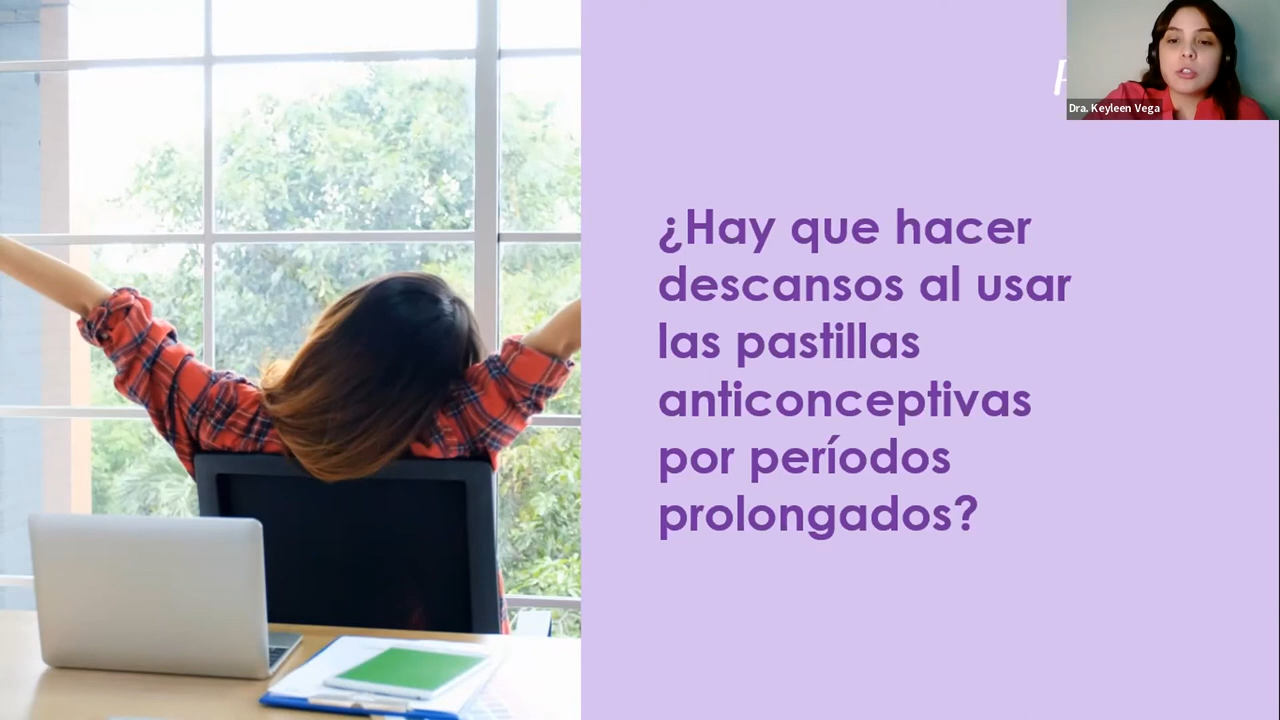 Dra. Keyleen Vega
¿Hay que hacer
descansos al usar
las pastillas
anticonceptivas
por períodos
prolongados?